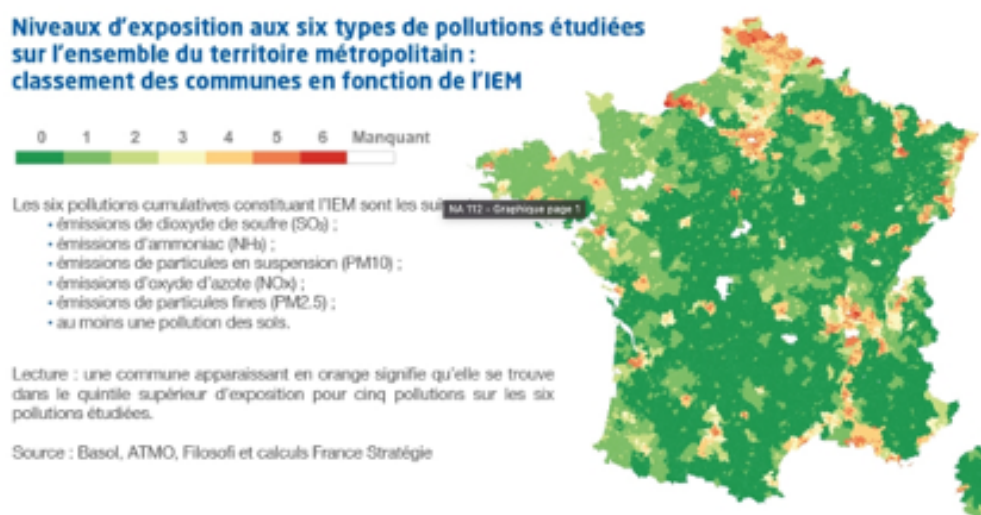 Niveaux d'exposition aux six types de pollutions étudiées
sur l'ensemble du territoire métropolitain :
classement des communes en fonction de l'IEM
0 1 2 3 4 5 6 Manquant
Les six pollutions cumulatives constituant l'IEM sont les
NA 112 - Graphique page 1
• émissions de dioxyde de soufre (SO₂) ;
• émissions d'ammoniac (NH₃) ;
• émissions de particules en suspension (PM10) ;
• émissions d'oxyde d'azote (NOx) ;
• émissions de particules fines (PM2.5) ;
• au moins une pollution des sols.
Lecture : une commune apparaissant en orange signifie qu'elle se trouve
dans le quintile supérieur d'exposition pour cinq pollutions sur les six
pollutions étudiées.
Source : Basol, ATMO, Filosofi et calculs France Stratégie